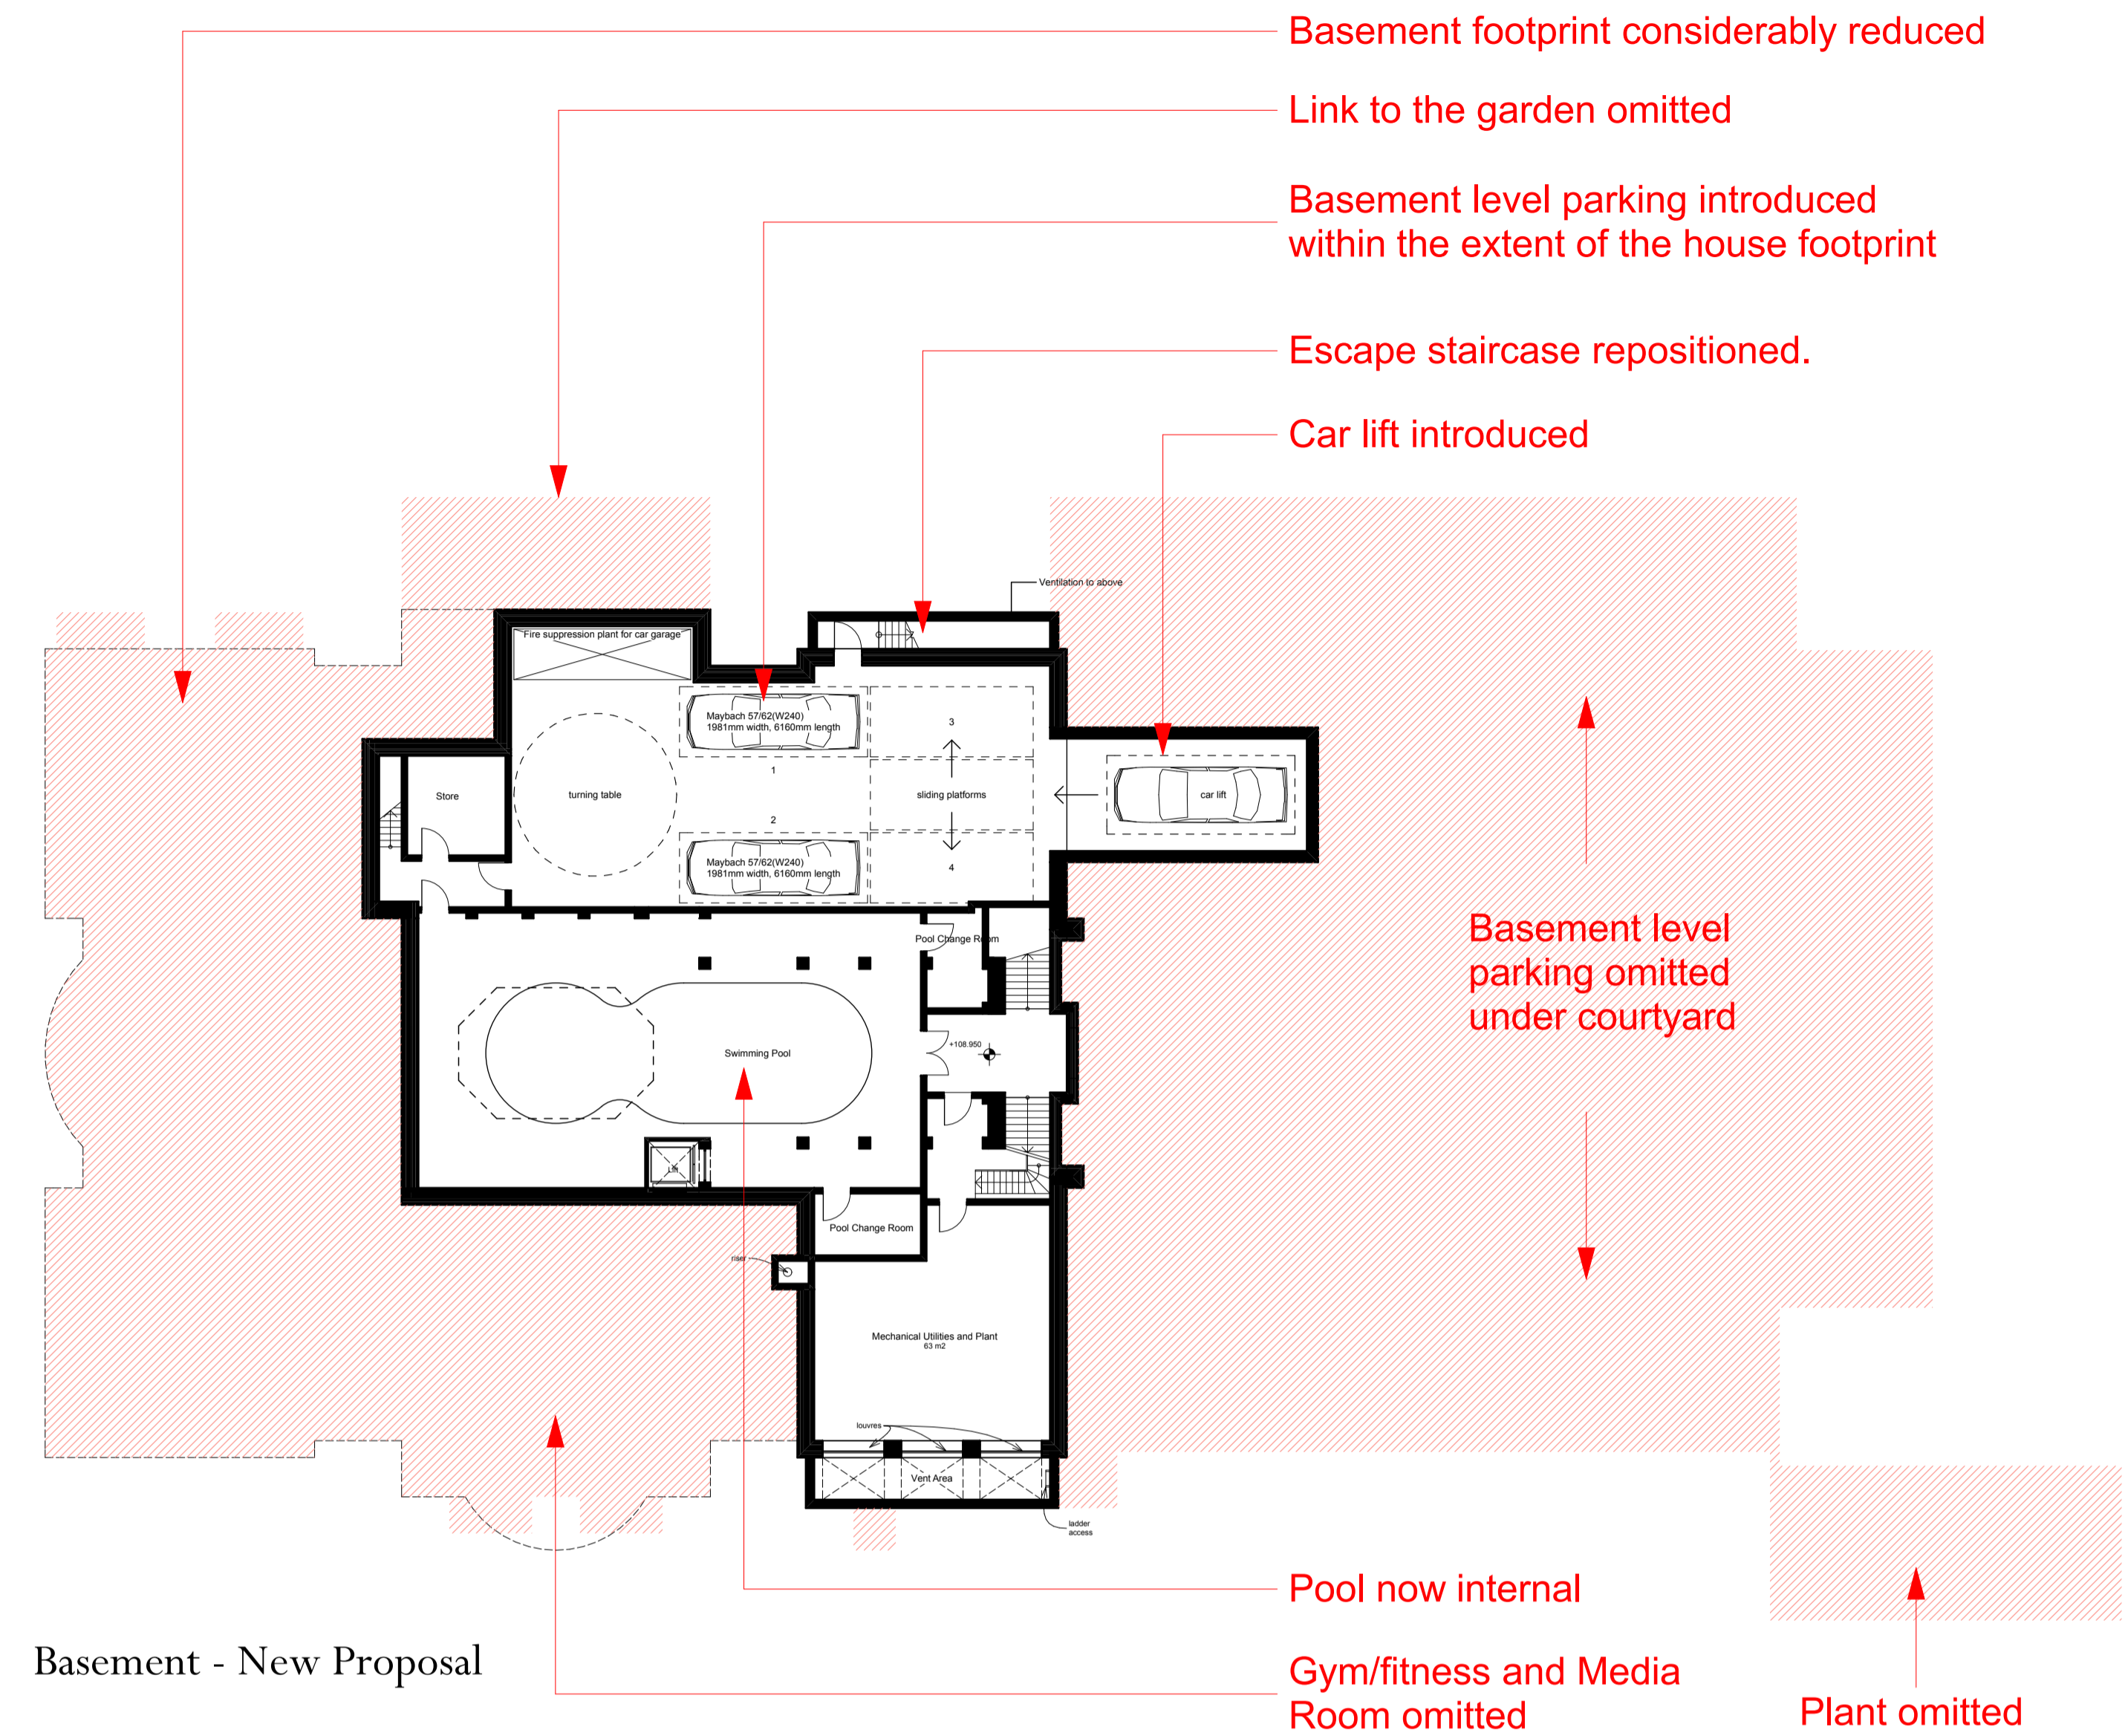 Basement footprint considerably reduced
Link to the garden omitted
Basement level parking introduced
within the extent of the house footprint
Escape staircase repositioned.
Car lift introduced
Ventilation to above
Fire suppression plant for car garage
Maybach 57/62(W240)
1981mm width, 6160mm length
3
1
Store
turning table
sliding platforms
car lift
2
Maybach 57/62(W240)
1981mm width, 6160mm length
4
Basement level
parking omitted
under courtyard
Pool Change Room
+108.950
Swimming Pool
Lift
Pool Change Room
riser
Mechanical Utilities and Plant
63 m2
louvres
Vent Area
ladder
access
Pool now internal
Basement - New Proposal
Gym/fitness and Media
Room omitted
Plant omitted